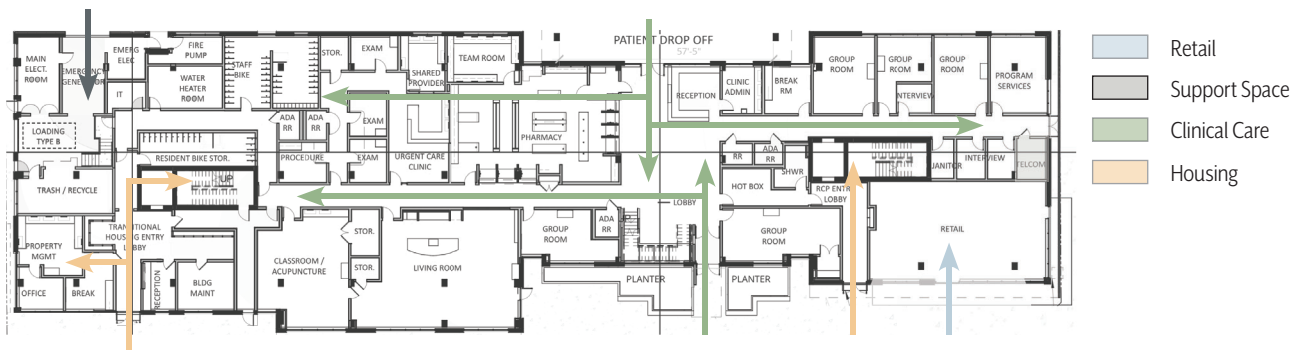 PATIENT DROP OFF
57'-5"
MAIN
ELECT.
ROOM
EMERGENCY
GENERATOR
EMERG
ELEC
IT
FIRE
PUMP
WATER
HEATER
ROOM
STAFF
BIKE
STOR.
EXAM
SHARED
PROVIDER
TEAM ROOM
RECEPTION
CLINIC
ADMIN
BREAK
RM
GROUP
ROOM
GROUP
ROOM
INTERVIEW
GROUP
ROOM
PROGRAM
SERVICES
LOADING
TYPE B
ADA
RR
ADA
RR
EXAM
PHARMACY
RESIDENT BIKE STOR.
PROCEDURE
EXAM
URGENT CARE
CLINIC
RR
ADA
RR
SHWR
HOT BOX
JANITOR
INTERVIEW
TELCOM
TRASH / RECYCLE
UP
RCP ENTRY
LOBBY
LOBBY
UP
PROPERTY
MGMT
TRANSITIONAL
HOUSING ENTRY
LOBBY
CLASSROOM /
ACUPUNCTURE
STOR.
STOR.
LIVING ROOM
GROUP
ROOM
ADA
RR
GROUP
ROOM
RETAIL
OFFICE
BREAK
RECEPTION
BLDG
MAINT
PLANTER
PLANTER
Retail
Support Space
Clinical Care
Housing